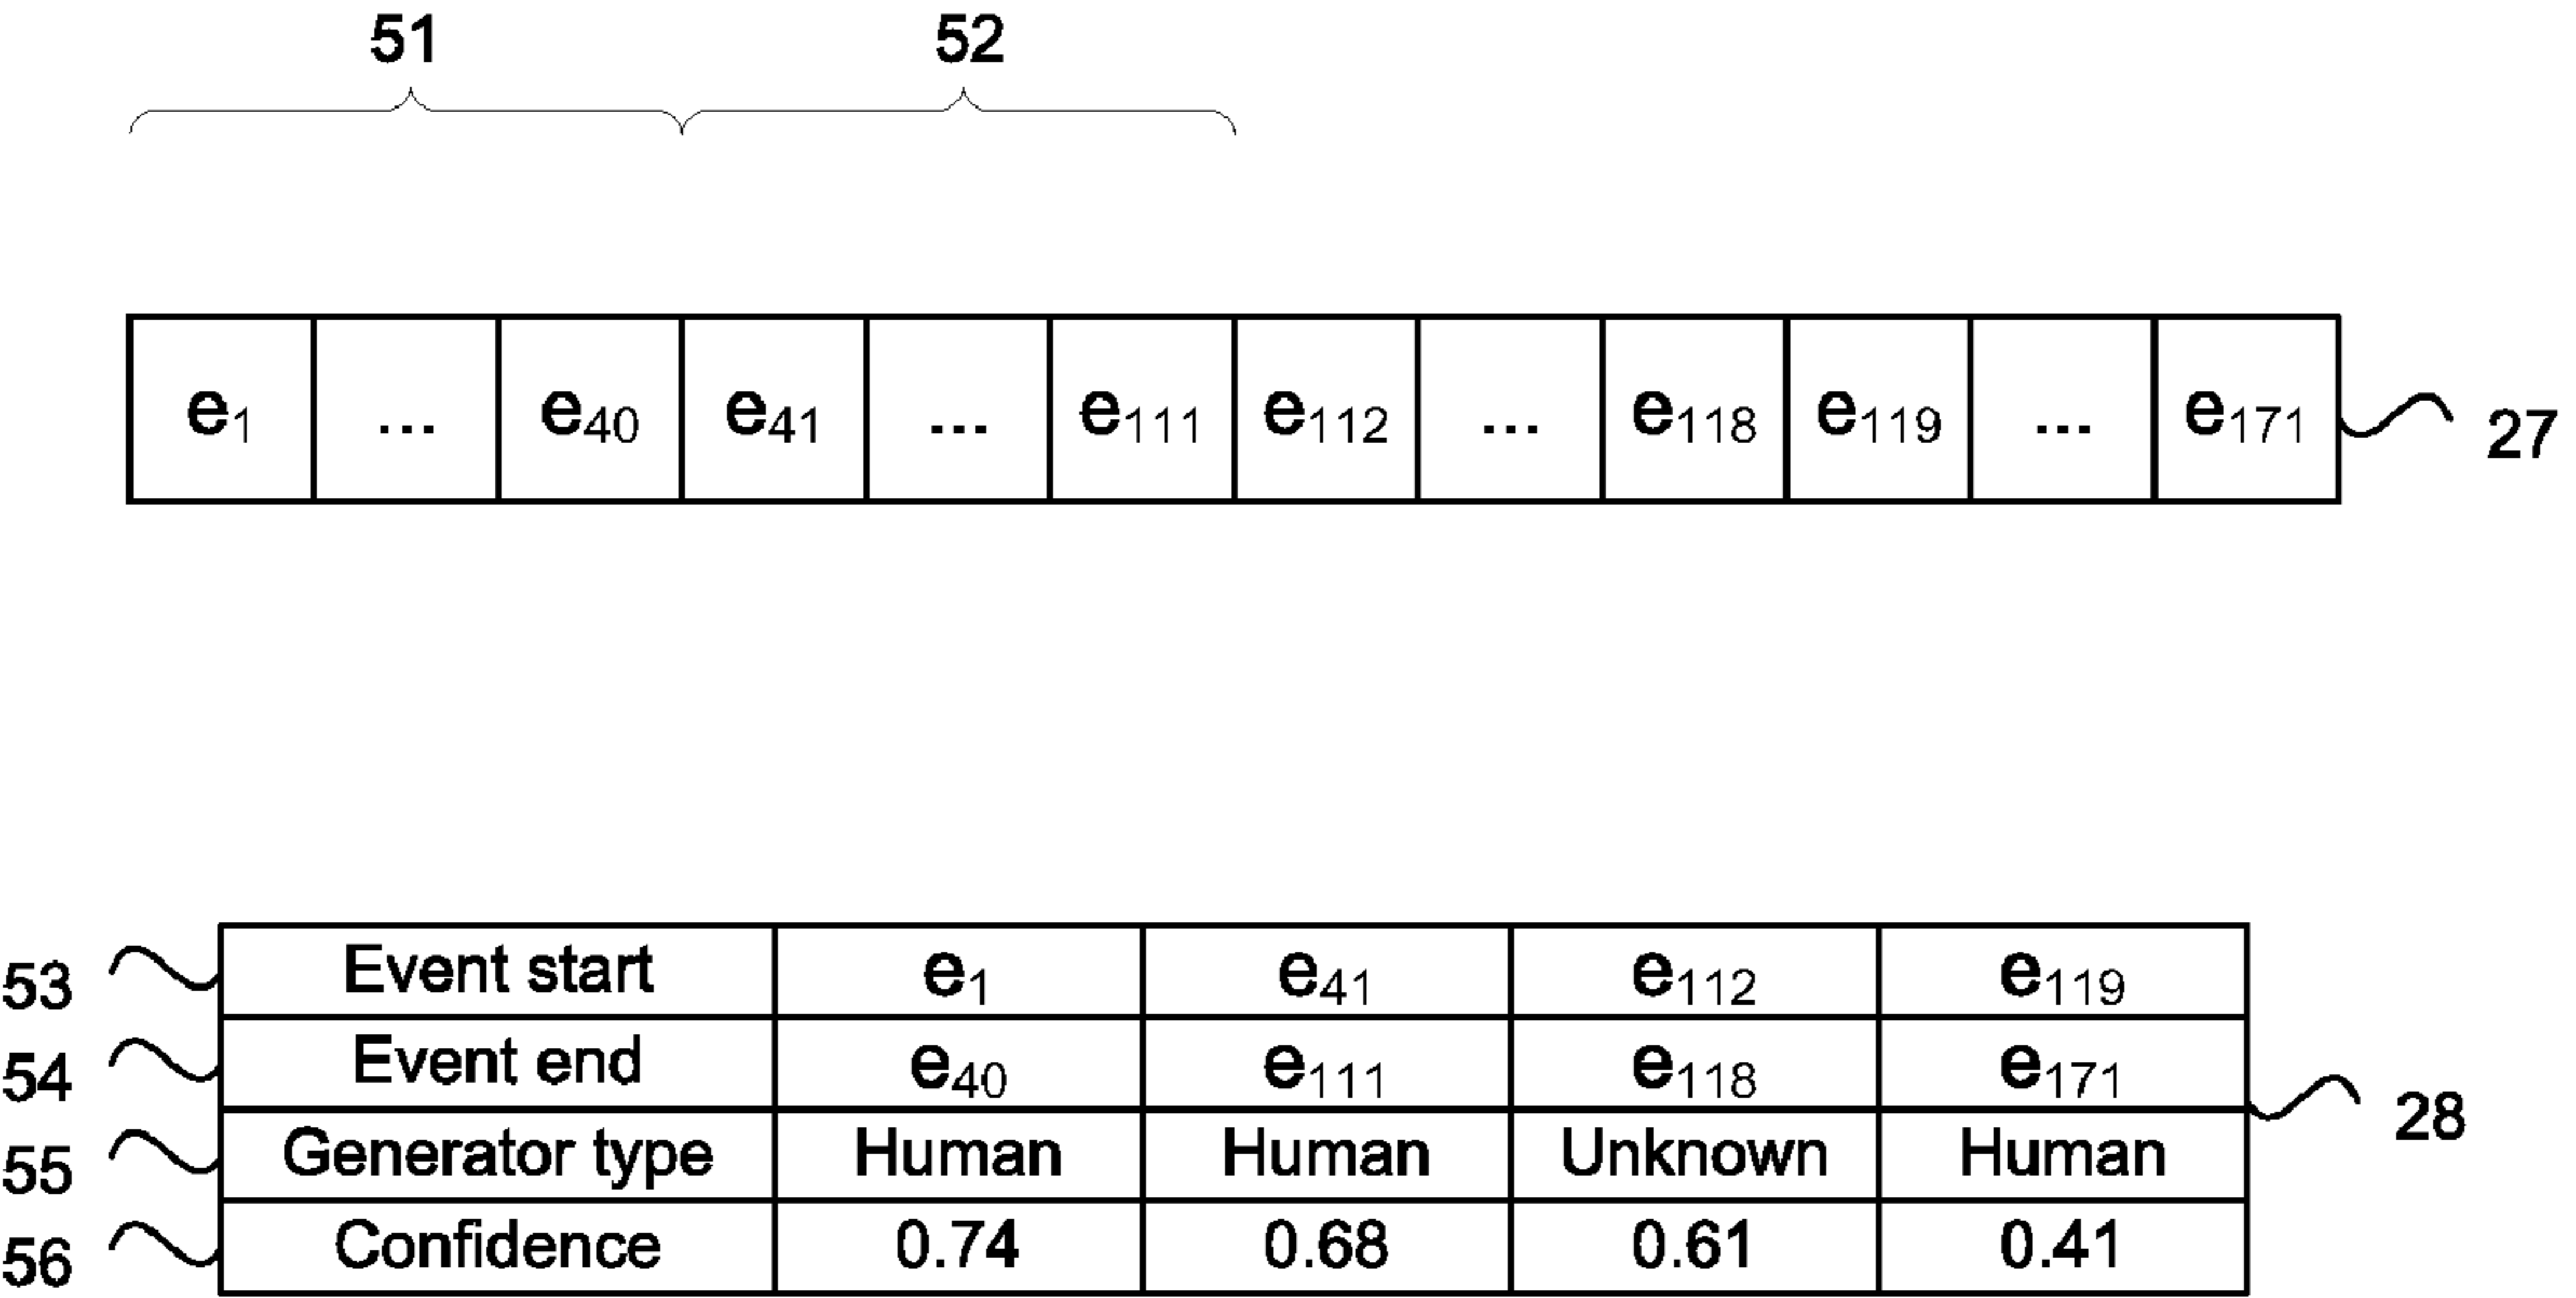 51 52
e1 ... e40 e41 ... e111 e112 ... e118 e119 ... e171 27
53 Event start e1 e41 e112 e119
54 Event end e40 e111 e118 e171
28
55 Generator type Human Human Unknown Human
56 Confidence 0.74 0.68 0.61 0.41